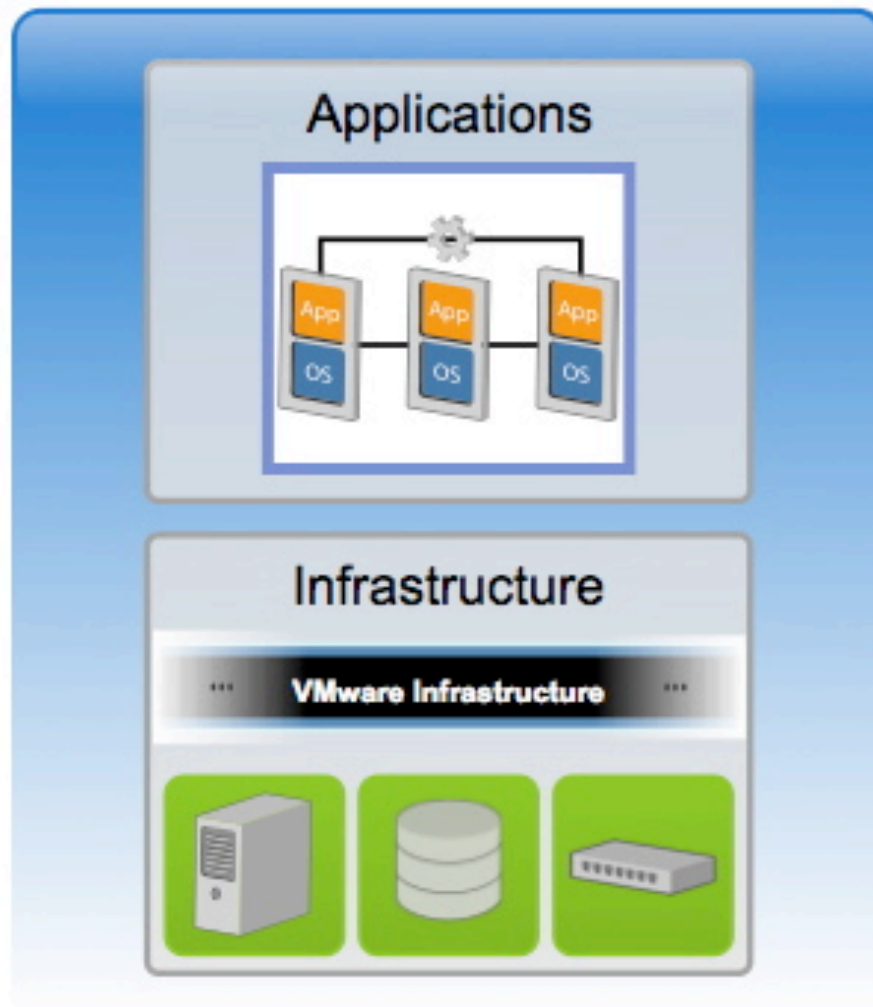 Applications
App App App
OS OS OS
Infrastructure
... VMware Infrastructure ...